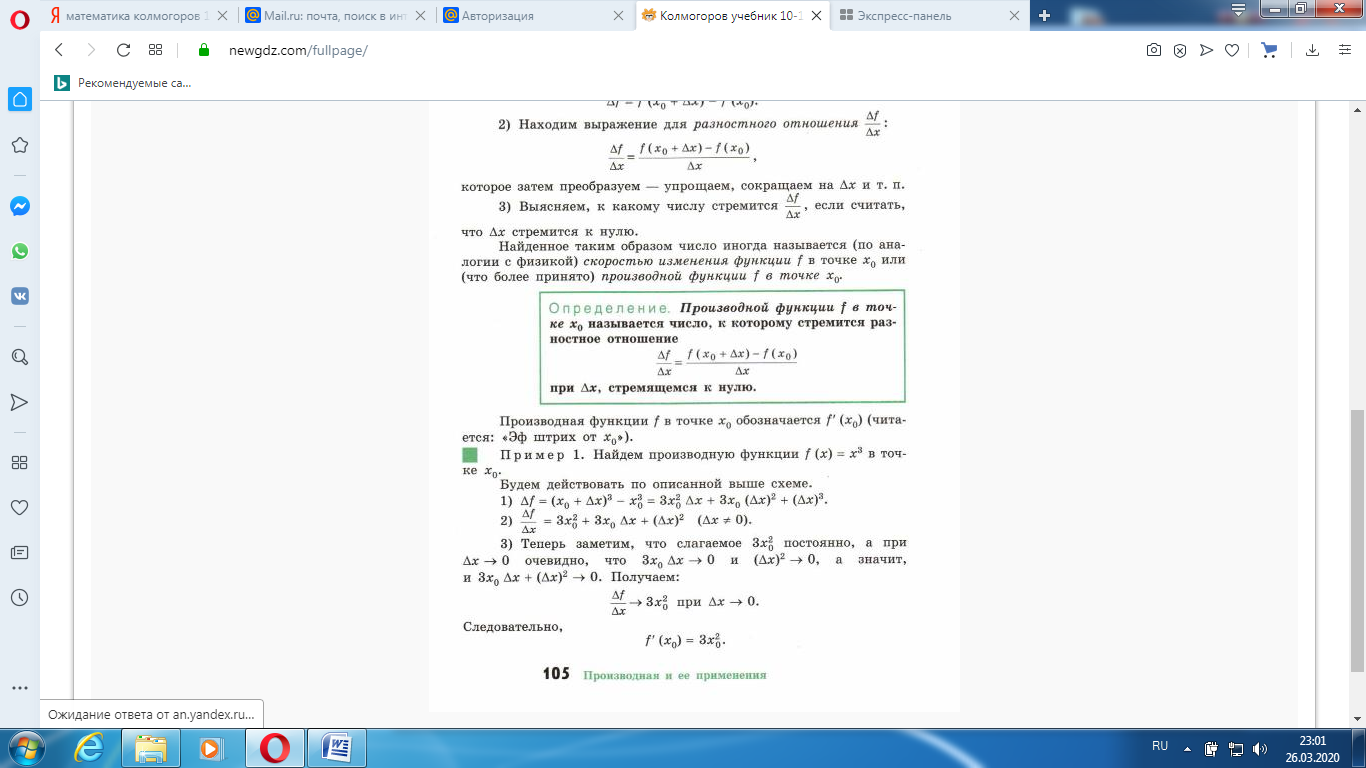 математика колмогоров 1
Mail.ru: почта, поиск в инт
Авторизация
Колмогоров учебник 10-1
Экспресс-панель
newgdz.com/fullpage/
Рекомендуемые са...
Δf = f (x₀ + Δx) – f (x₀).
2) Находим выражение для разностного отношения Δf/Δx:
Δf/Δx = (f (x₀ + Δx) – f (x₀))/Δx,
которое затем преобразуем — упрощаем, сокращаем на Δx и т. п.
3) Выясняем, к какому числу стремится Δf/Δx, если считать,
что Δx стремится к нулю.
Найденное таким образом число иногда называется (по ана-
логии с физикой) скоростью изменения функции f в точке x₀ или
(что более принято) производной функции f в точке x₀.
Определение. Производной функции f в точ-
ке x₀ называется число, к которому стремится раз-
ностное отношение
Δf/Δx = (f (x₀ + Δx) – f (x₀))/Δx
при Δx, стремящемся к нулю.
Производная функции f в точке x₀ обозначается f′ (x₀) (чита-
ется: «Эф штрих от x₀»).
Пример 1. Найдем производную функции f (x) = x³ в точ-
ке x₀.
Будем действовать по описанной выше схеме.
1) Δf = (x₀ + Δx)³ – x₀³ = 3x₀² Δx + 3x₀ (Δx)² + (Δx)³.
2) Δf/Δx = 3x₀² + 3x₀ Δx + (Δx)² (Δx ≠ 0).
3) Теперь заметим, что слагаемое 3x₀² постоянно, а при
Δx → 0 очевидно, что 3x₀ Δx → 0 и (Δx)² → 0, а значит,
и 3x₀ Δx + (Δx)² → 0. Получаем:
Δf/Δx → 3x₀² при Δx → 0.
Следовательно,
f′ (x₀) = 3x₀².
105 Производная и ее применения
Ожидание ответа от an.yandex.ru...
RU
23:01
26.03.2020